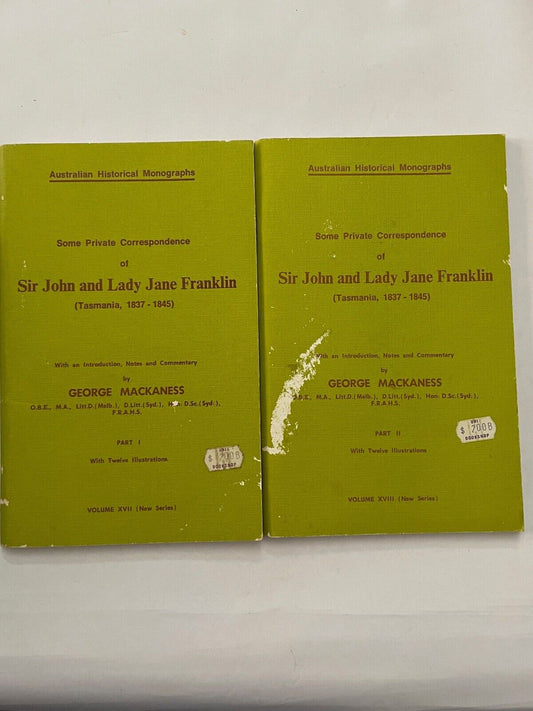 Australian Historical Monographs
Some Private Correspondence
of
Sir John and Lady Jane Franklin
(Tasmania, 1837 - 1845)
With an Introduction, Notes and Commentary
by
GEORGE MACKANESS
O.B.E., M.A., Litt.D.(Melb.), D.Litt.(Syd.), Hon. D.Sc.(Syd.),
F.R.A.H.S.
PART I
With Twelve Illustrations
VOLUME XVII (New Series)
Australian Historical Monographs
Some Private Correspondence
of
Sir John and Lady Jane Franklin
(Tasmania, 1837 - 1845)
With an Introduction, Notes and Commentary
by
GEORGE MACKANESS
O.B.E., M.A., Litt.D.(Melb.), D.Litt.(Syd.), Hon. D.Sc.(Syd.),
F.R.A.H.S.
PART II
With Twelve Illustrations
VOLUME XVIII (New Series)